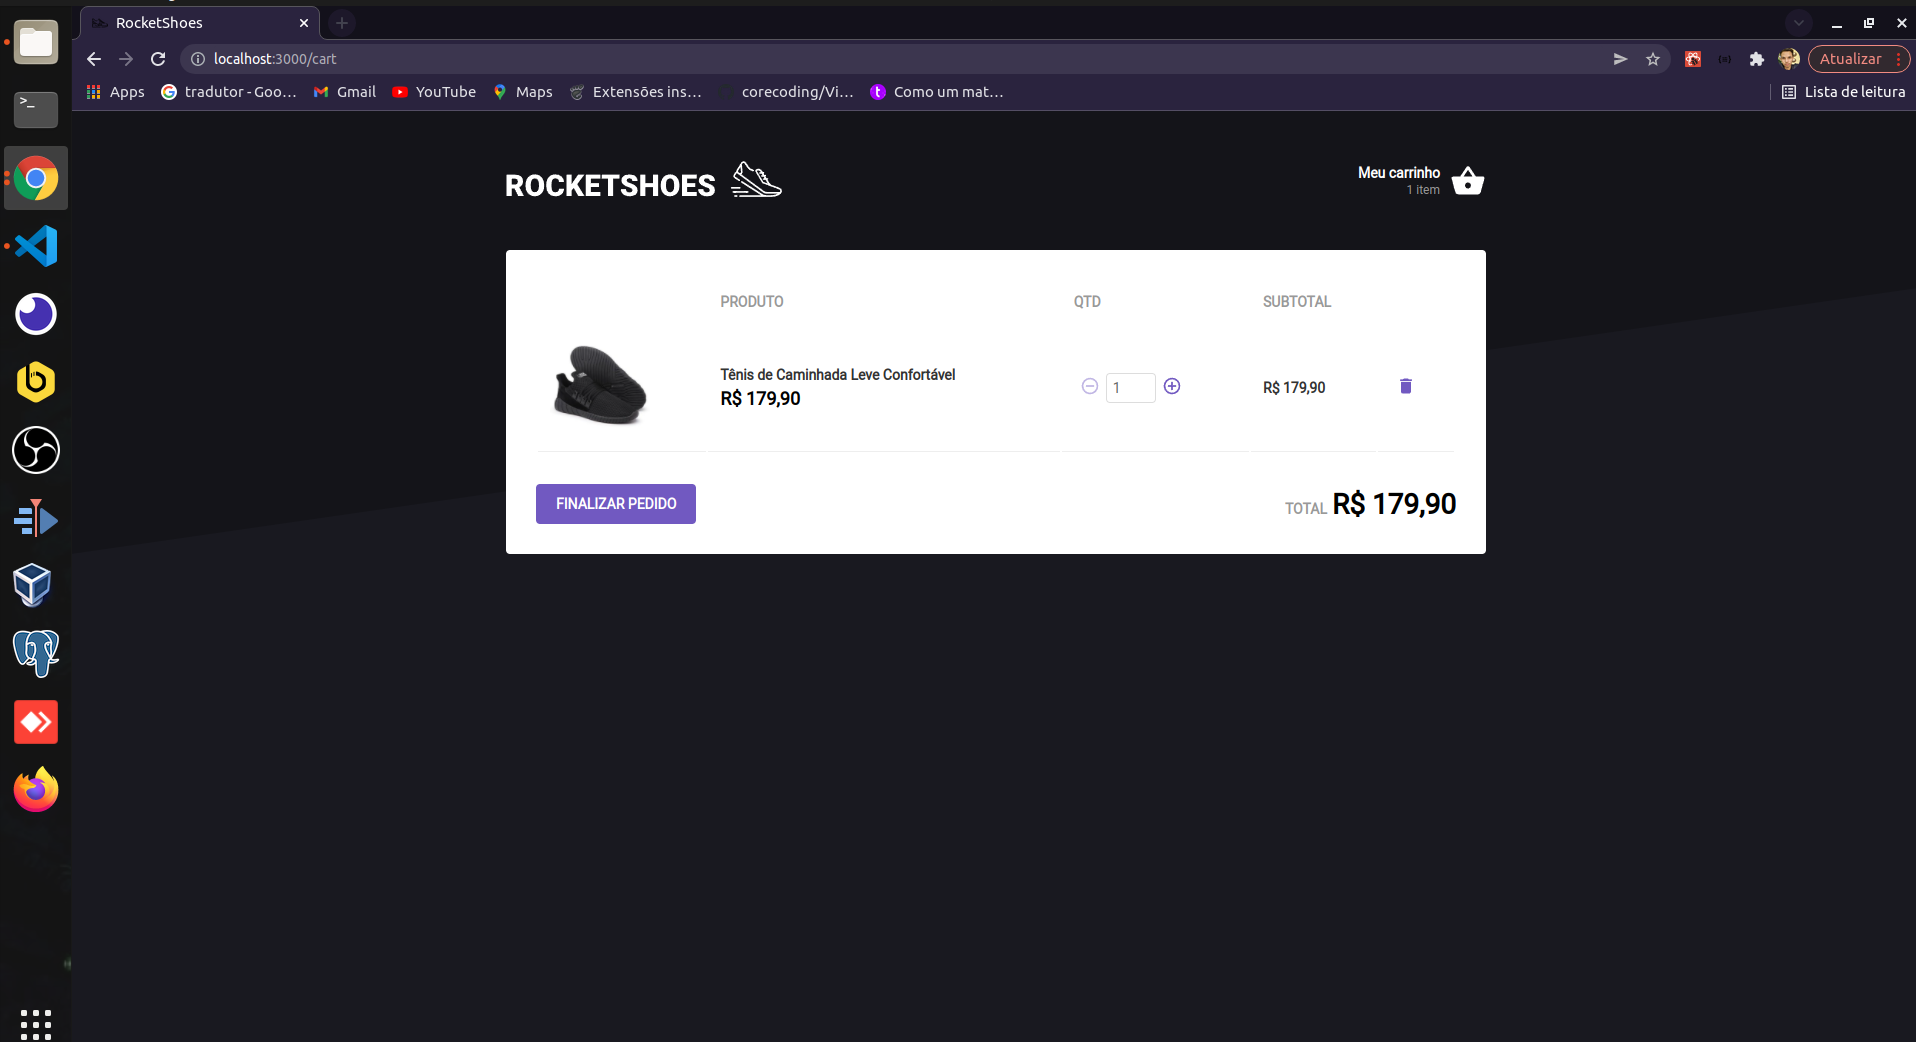 RocketShoes
localhost:3000/cart
Atualizar
Apps
tradutor - Goo...
Gmail
YouTube
Maps
Extensões ins...
corecoding/Vi...
Como um mat...
Lista de leitura
ROCKETSHOES
Meu carrinho
1 item
PRODUTO QTD SUBTOTAL
Tênis de Caminhada Leve Confortável
R$ 179,90
1
R$ 179,90
FINALIZAR PEDIDO
TOTAL R$ 179,90